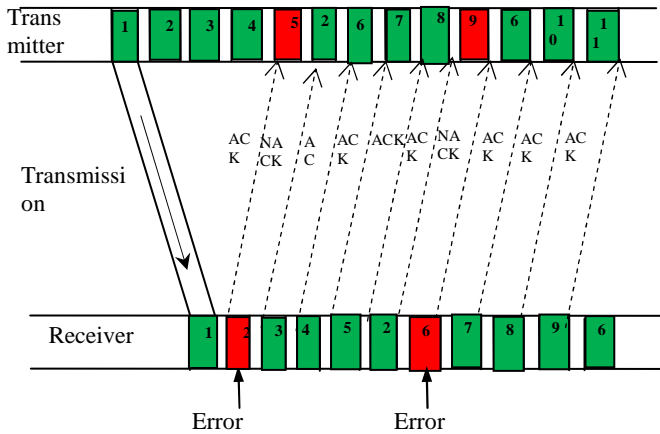 Trans
mitter
1 2 3 4 5 2 6 7 8 9 6 1
0 1
1
AC
K
NA
CK
A
C
AC
K
ACK
AC
K
NA
CK
AC
K
AC
K
AC
K
Transmissi
on
Receiver
1 2 3 4 5 2 6 7 8 9 6
Error
Error